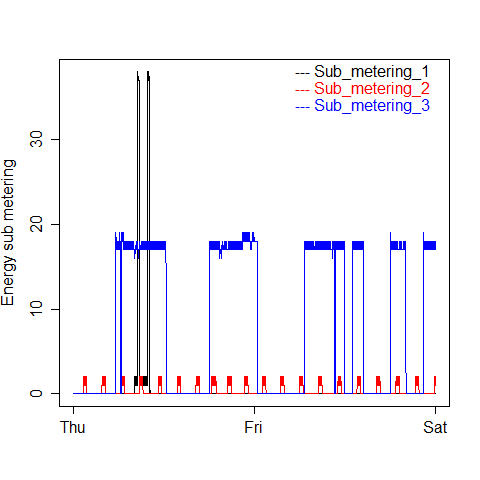 --- Sub_metering_1
--- Sub_metering_2
--- Sub_metering_3
Energy sub metering
30
20
10
0
Thu Fri Sat